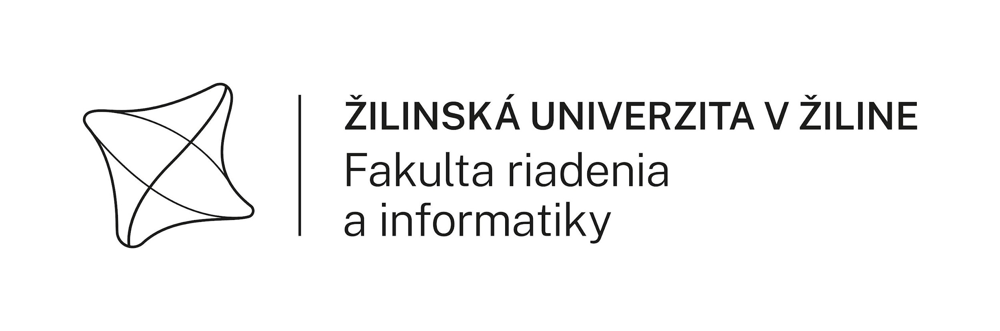 ŽILINSKÁ UNIVERZITA V ŽILINE
Fakulta riadenia
a informatiky